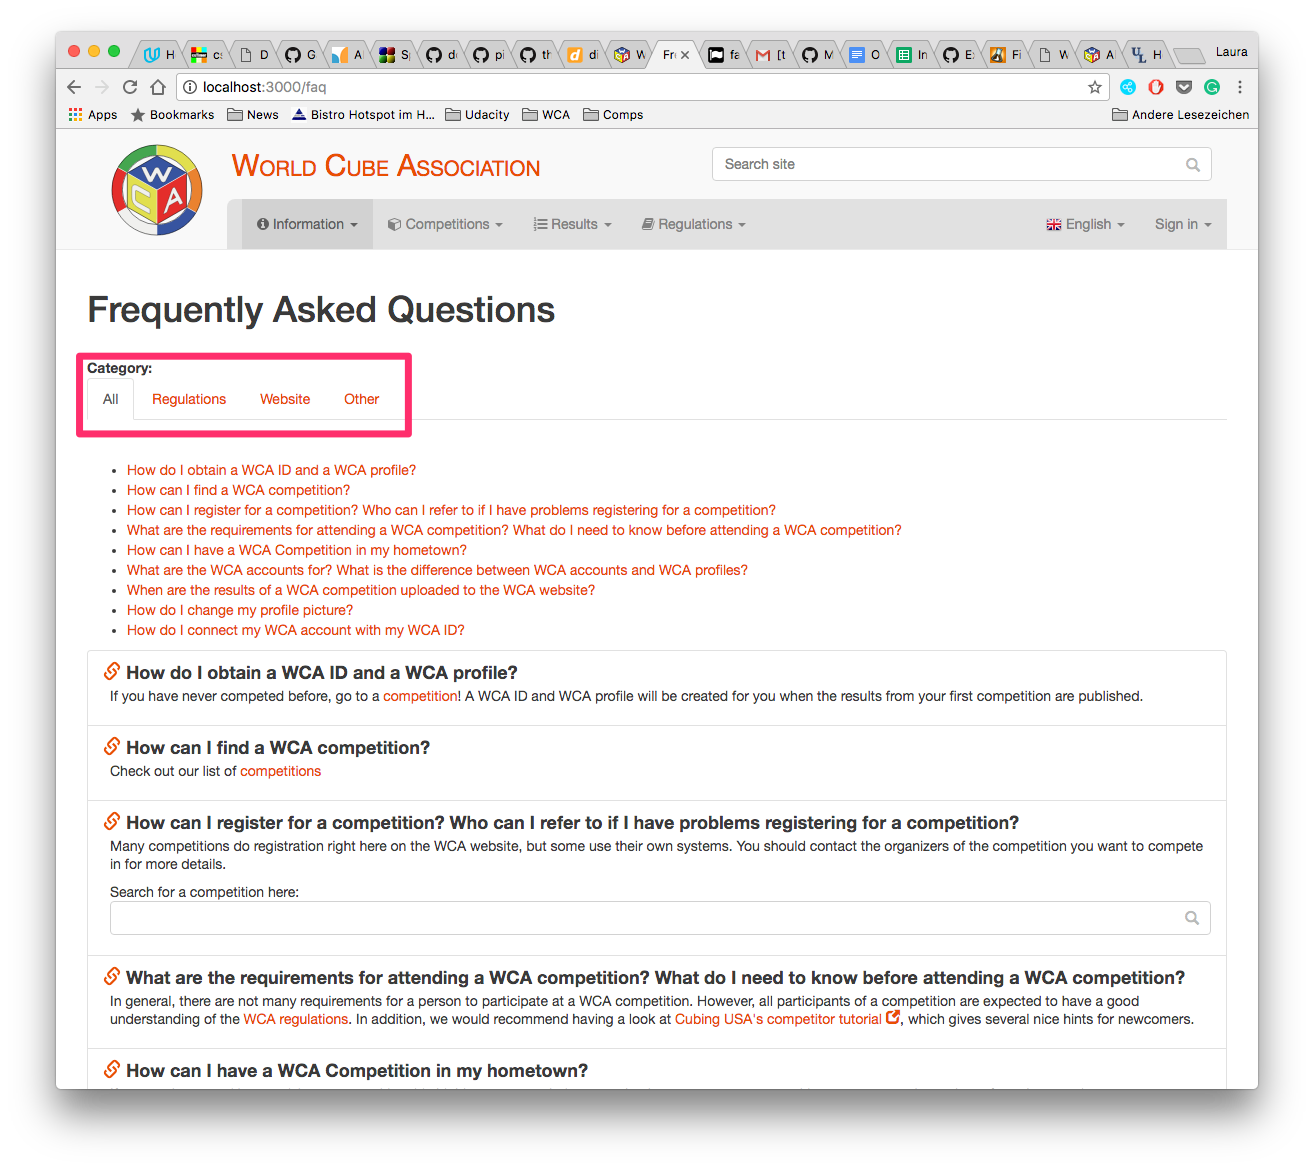 H cs D G A S de pi th di W Fr fa [t M O In E Fi W A H Laura
localhost:3000/faq
Apps Bookmarks News Bistro Hotspot im H... Udacity WCA Comps Andere Lesezeichen
WCA
World Cube Association
Search site
Information Competitions Results Regulations English Sign in
Frequently Asked Questions
Category:
All Regulations Website Other
How do I obtain a WCA ID and a WCA profile?
How can I find a WCA competition?
How can I register for a competition? Who can I refer to if I have problems registering for a competition?
What are the requirements for attending a WCA competition? What do I need to know before attending a WCA competition?
How can I have a WCA Competition in my hometown?
What are the WCA accounts for? What is the difference between WCA accounts and WCA profiles?
When are the results of a WCA competition uploaded to the WCA website?
How do I change my profile picture?
How do I connect my WCA account with my WCA ID?
How do I obtain a WCA ID and a WCA profile?
If you have never competed before, go to a competition! A WCA ID and WCA profile will be created for you when the results from your first competition are published.
How can I find a WCA competition?
Check out our list of competitions
How can I register for a competition? Who can I refer to if I have problems registering for a competition?
Many competitions do registration right here on the WCA website, but some use their own systems. You should contact the organizers of the competition you want to compete
in for more details.
Search for a competition here:
What are the requirements for attending a WCA competition? What do I need to know before attending a WCA competition?
In general, there are not many requirements for a person to participate at a WCA competition. However, all participants of a competition are expected to have a good
understanding of the WCA regulations. In addition, we would recommend having a look at Cubing USA's competitor tutorial, which gives several nice hints for newcomers.
How can I have a WCA Competition in my hometown?